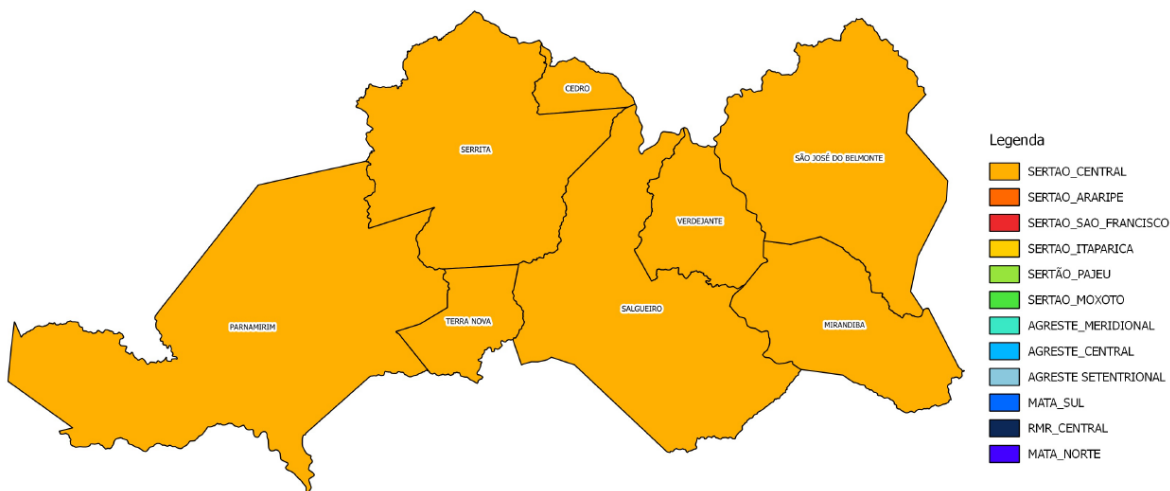 CEDRO
SERRITA
SÃO JOSÉ DO BELMONTE
VERDEJANTE
SALGUEIRO
TERRA NOVA
PARNAMIRIM
MIRANDIBA
Legenda
SERTAO_CENTRAL
SERTAO_ARARIPE
SERTAO_SAO_FRANCISCO
SERTAO_ITAPARICA
SERTÃO_PAJEU
SERTAO_MOXOTO
AGRESTE_MERIDIONAL
AGRESTE_CENTRAL
AGRESTE SETENTRIONAL
MATA_SUL
RMR_CENTRAL
MATA_NORTE